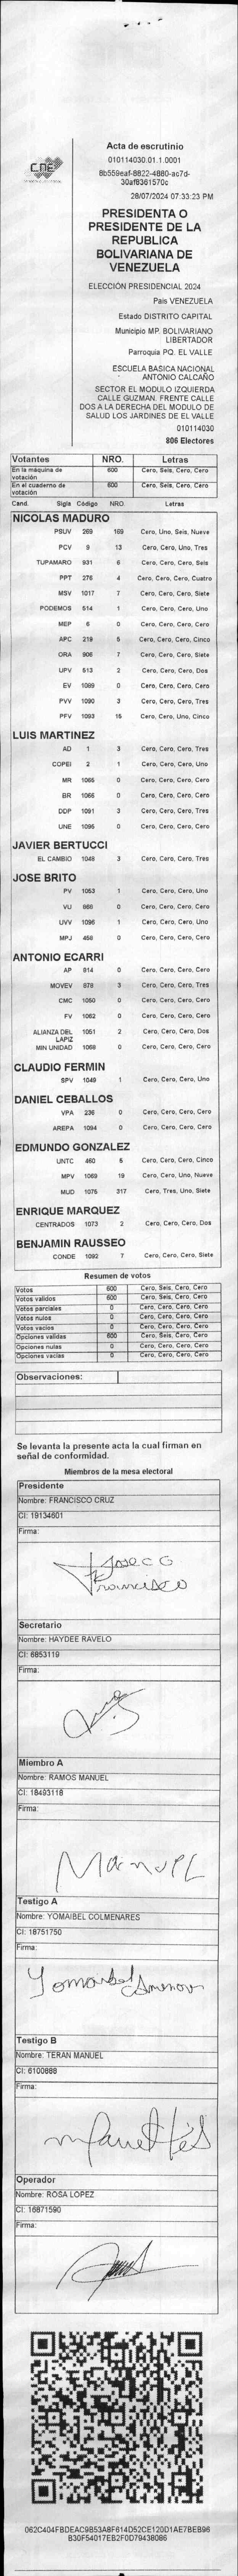 CNE
Acta de escrutinio
010114030.01.1.0001
8b559eaf-8822-4880-ac7d-
30af8361570c
28/07/2024 07:33:23 PM
PRESIDENTA O
PRESIDENTE DE LA
REPUBLICA
BOLIVARIANA DE
VENEZUELA
ELECCIÓN PRESIDENCIAL 2024
Pais VENEZUELA
Estado DISTRITO CAPITAL
Municipio MP. BOLIVARIANO
LIBERTADOR
Parroquia PQ. EL VALLE
ESCUELA BASICA NACIONAL
ANTONIO CALCAÑO
SECTOR EL MODULO IZQUIERDA
CALLE GUZMAN. FRENTE CALLE
DOS A LA DERECHA DEL MODULO DE
SALUD LOS JARDINES DE EL VALLE
010114030
806 Electores
Votantes NRO. Letras
En la máquina de votación 600 Cero, Seis, Cero, Cero
En el cuaderno de votación 600 Cero, Seis, Cero, Cero
Cand. Sigla Código NRO Letras
NICOLAS MADURO
PSUV 269 169 Cero, Uno, Seis, Nueve
PCV 9 13 Cero, Cero, Uno, Tres
TUPAMARO 931 6 Cero, Cero, Cero, Seis
PPT 276 4 Cero, Cero, Cero, Cuatro
MSV 1017 7 Cero, Cero, Cero, Siete
PODEMOS 514 1 Cero, Cero, Cero, Uno
MEP 6 0 Cero, Cero, Cero, Cero
APC 219 5 Cero, Cero, Cero, Cinco
ORA 906 7 Cero, Cero, Cero, Siete
UPV 513 2 Cero, Cero, Cero, Dos
EV 1089 0 Cero, Cero, Cero, Cero
PVV 1090 3 Cero, Cero, Cero, Tres
PFV 1093 15 Cero, Cero, Uno, Cinco
LUIS MARTINEZ
AD 1 3 Cero, Cero, Cero, Tres
COPEI 2 1 Cero, Cero, Cero, Uno
MR 1065 0 Cero, Cero, Cero, Cero
BR 1066 0 Cero, Cero, Cero, Cero
DDP 1091 3 Cero, Cero, Cero, Tres
UNE 1095 0 Cero, Cero, Cero, Cero
JAVIER BERTUCCI
EL CAMBIO 1048 3 Cero, Cero, Cero, Tres
JOSE BRITO
PV 1053 1 Cero, Cero, Cero, Uno
VU 866 0 Cero, Cero, Cero, Cero
UVV 1096 1 Cero, Cero, Cero, Uno
MPJ 458 0 Cero, Cero, Cero, Cero
ANTONIO ECARRI
AP 914 0 Cero, Cero, Cero, Cero
MOVEV 878 3 Cero, Cero, Cero, Tres
CMC 1050 0 Cero, Cero, Cero, Cero
FV 1062 0 Cero, Cero, Cero, Cero
ALIANZA DEL LAPIZ 1051 2 Cero, Cero, Cero, Dos
MIN UNIDAD 1068 0 Cero, Cero, Cero, Cero
CLAUDIO FERMIN
SPV 1049 1 Cero, Cero, Cero, Uno
DANIEL CEBALLOS
VPA 236 0 Cero, Cero, Cero, Cero
AREPA 1094 0 Cero, Cero, Cero, Cero
EDMUNDO GONZALEZ
UNTC 460 5 Cero, Cero, Cero, Cinco
MPV 1069 19 Cero, Cero, Uno, Nueve
MUD 1075 317 Cero, Tres, Uno, Siete
ENRIQUE MARQUEZ
CENTRADOS 1073 2 Cero, Cero, Cero, Dos
BENJAMIN RAUSSEO
CONDE 1092 7 Cero, Cero, Cero, Siete
Resumen de votos
Votos 600 Cero, Seis, Cero, Cero
Votos validos 600 Cero, Seis, Cero, Cero
Votos parciales 0 Cero, Cero, Cero, Cero
Votos nulos 0 Cero, Cero, Cero, Cero
Votos vacios 0 Cero, Cero, Cero, Cero
Opciones validas 600 Cero, Seis, Cero, Cero
Opciones nulas 0 Cero, Cero, Cero, Cero
Opciones vacias 0 Cero, Cero, Cero, Cero
Observaciones:
Se levanta la presente acta la cual firman en
señal de conformidad.
Miembros de la mesa electoral
Presidente
Nombre: FRANCISCO CRUZ
CI: 19134601
Firma:
Jose C G
Francisco
Secretario
Nombre: HAYDEE RAVELO
CI: 6853119
Firma:
Miembro A
Nombre: RAMOS MANUEL
CI: 18493118
Firma:
Manuel
Testigo A
Nombre: YOMAIBEL COLMENARES
CI: 18751750
Firma:
Yomaibel Colmenares
Testigo B
Nombre: TERAN MANUEL
CI: 6100888
Firma:
Operador
Nombre: ROSA LOPEZ
CI: 16871590
Firma:
062C404FBDEAC9B53A8F614D52CE120D1AE7BEB96
B30F54017EB2F0D79438086